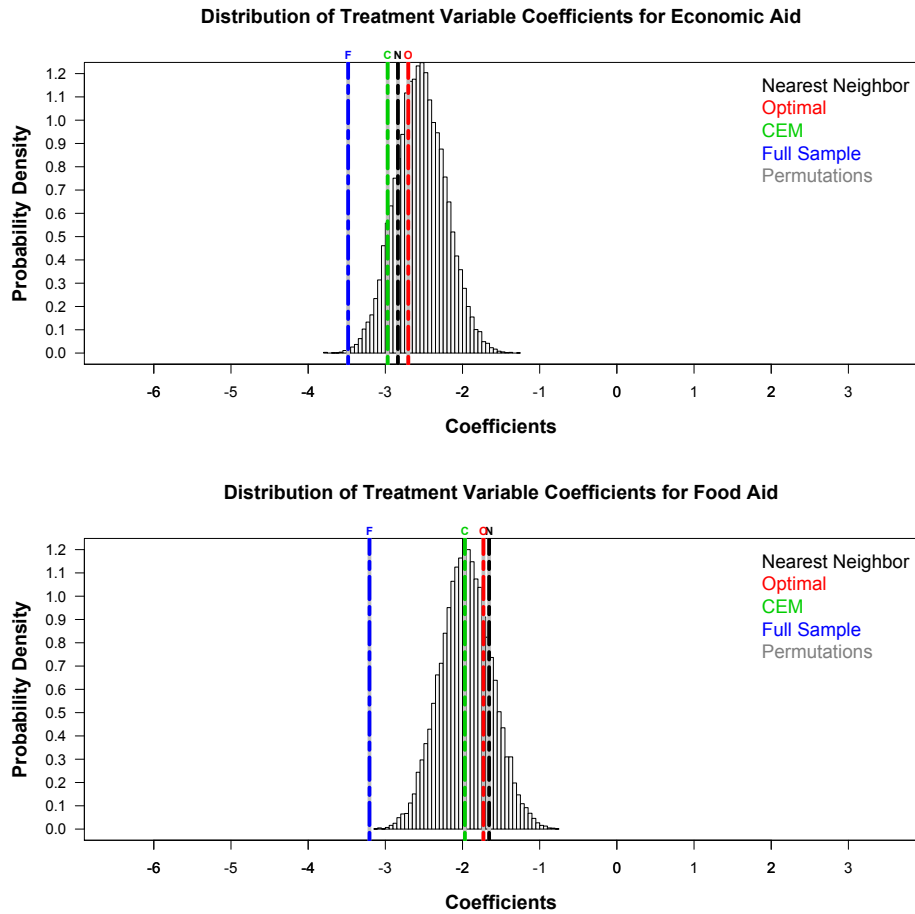 Distribution of Treatment Variable Coefficients for Economic Aid
F C N O
1.2
1.1
1.0
0.9
0.8
0.7
0.6
0.5
0.4
0.3
0.2
0.1
0.0
Probability Density
Nearest Neighbor
Optimal
CEM
Full Sample
Permutations
-6 -5 -4 -3 -2 -1 0 1 2 3
Coefficients
Distribution of Treatment Variable Coefficients for Food Aid
F C O N
1.2
1.1
1.0
0.9
0.8
0.7
0.6
0.5
0.4
0.3
0.2
0.1
0.0
Probability Density
Nearest Neighbor
Optimal
CEM
Full Sample
Permutations
-6 -5 -4 -3 -2 -1 0 1 2 3
Coefficients